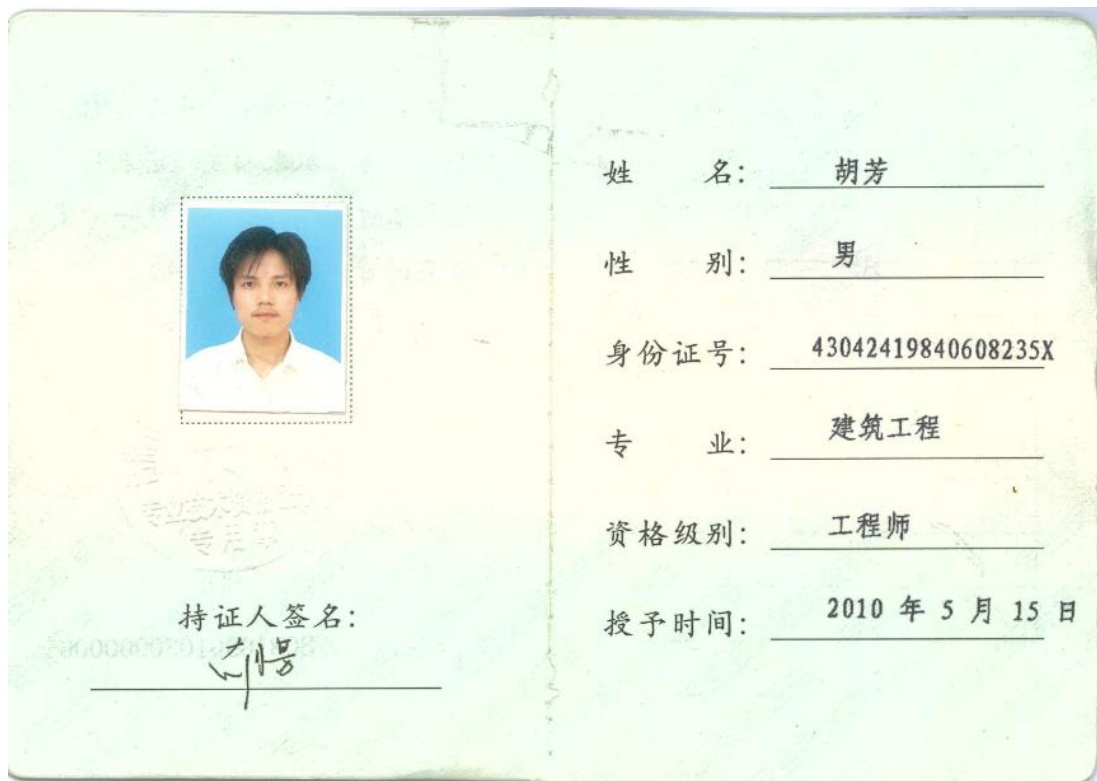 持证人签名:
姓 名: 胡芳
性 别: 男
身份证号: 43042419840608235X
专 业: 建筑工程
资格级别: 工程师
授予时间: 2010 年 5 月 15 日